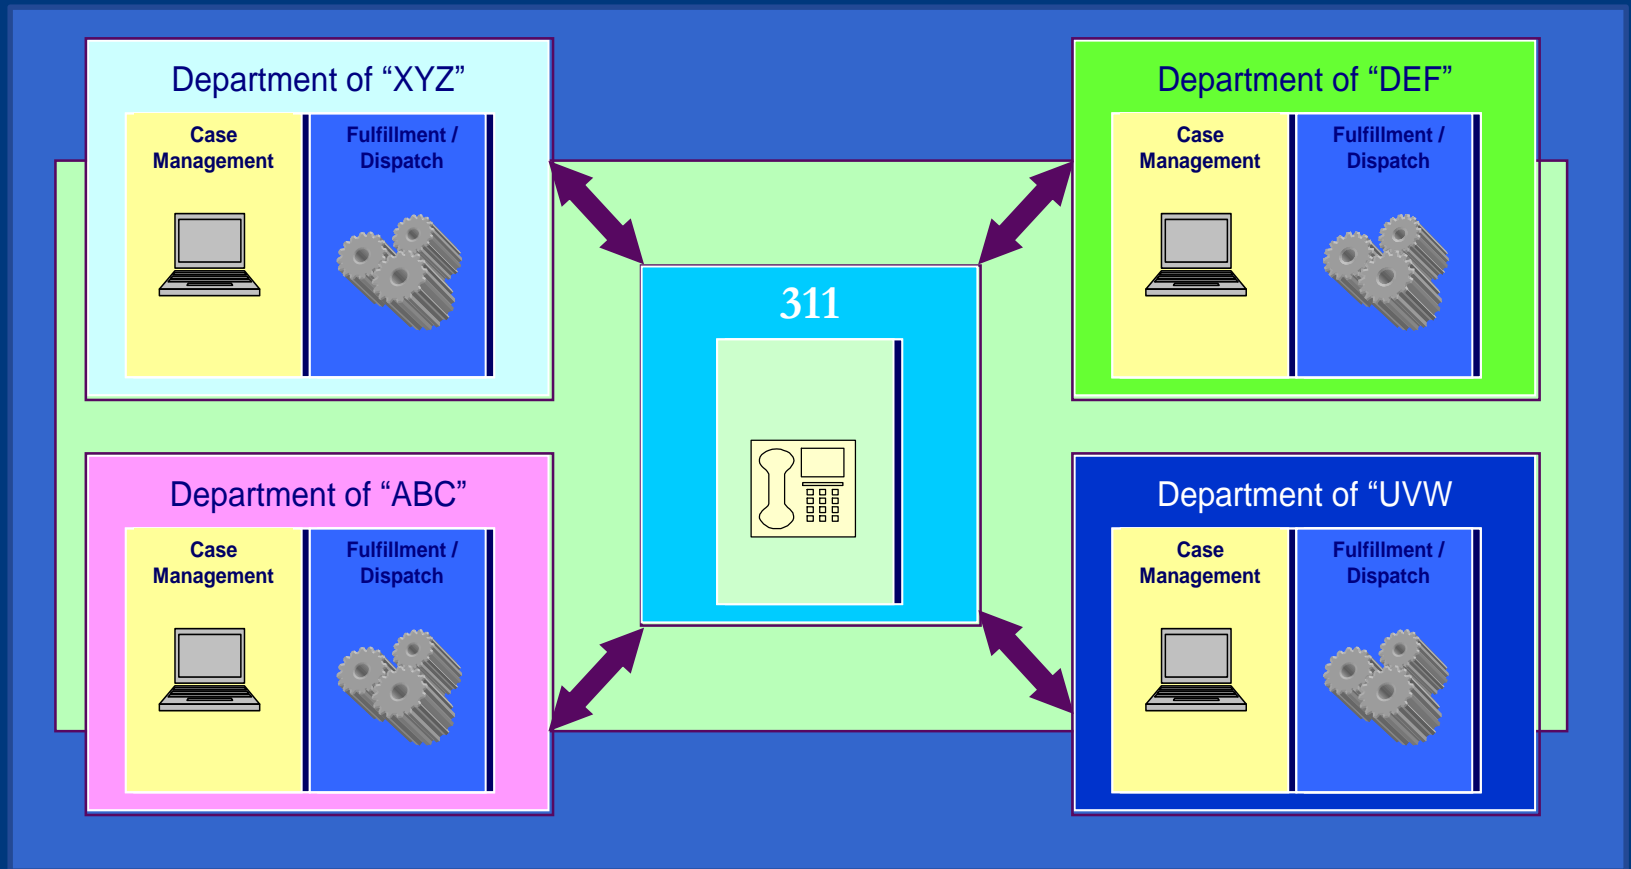 Department of “XYZ”
Case
Management
Fulfillment /
Dispatch
Department of “DEF”
Case
Management
Fulfillment /
Dispatch
311
Department of “ABC”
Case
Management
Fulfillment /
Dispatch
Department of “UVW
Case
Management
Fulfillment /
Dispatch